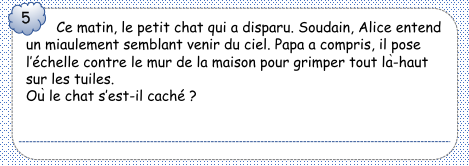 5
Ce matin, le petit chat qui a disparu. Soudain, Alice entend
un miaulement semblant venir du ciel. Papa a compris, il pose
l'échelle contre le mur de la maison pour grimper tout là-haut
sur les tuiles.
Où le chat s'est-il caché ?